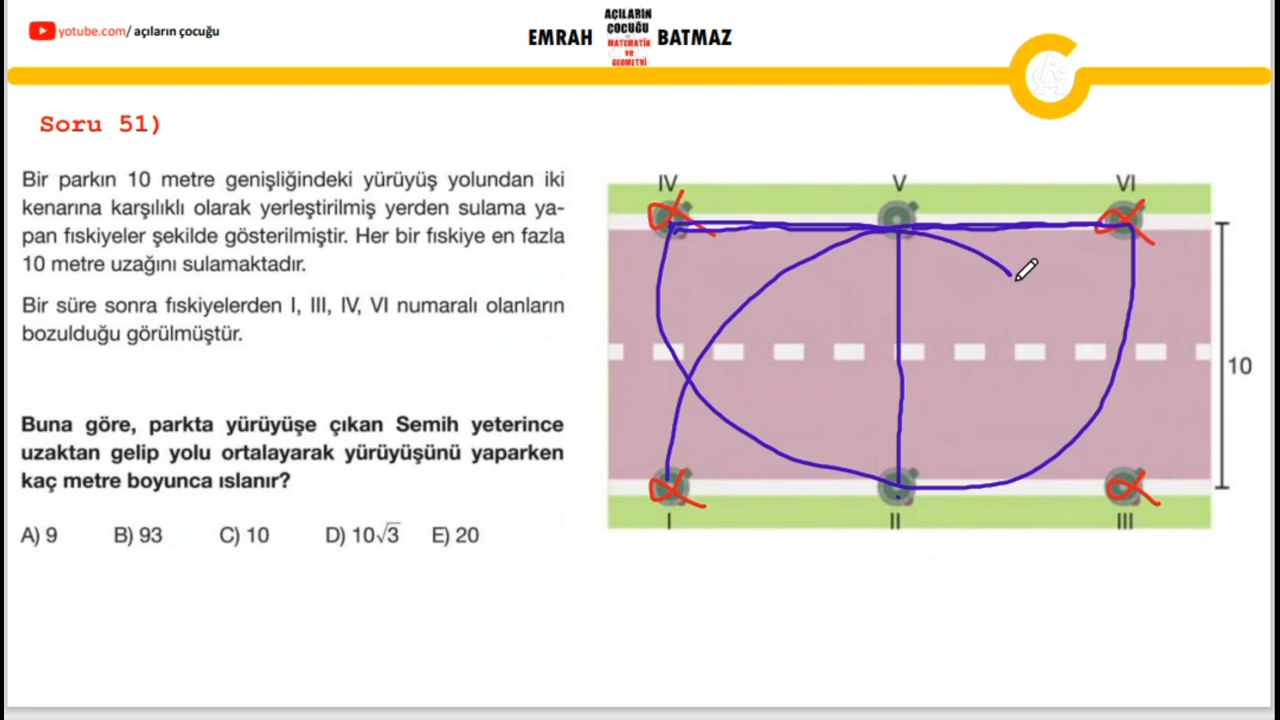 yotube.com/ açıların çocuğu
EMRAH
AÇILARIN
ÇOCUĞU
MATEMATİK
VE
GEOMETRİ
BATMAZ
Soru 51)
Bir parkın 10 metre genişliğindeki yürüyüş yolundan iki
kenarına karşılıklı olarak yerleştirilmiş yerden sulama ya-
pan fıskiyeler şekilde gösterilmiştir. Her bir fıskiye en fazla
10 metre uzağını sulamaktadır.
Bir süre sonra fıskiyelerden I, III, IV, VI numaralı olanların
bozulduğu görülmüştür.
Buna göre, parkta yürüyüşe çıkan Semih yeterince
uzaktan gelip yolu ortalayarak yürüyüşünü yaparken
kaç metre boyunca ıslanır?
A) 9 B) 93 C) 10 D) 10√3 E) 20
IV V VI
10
I II III